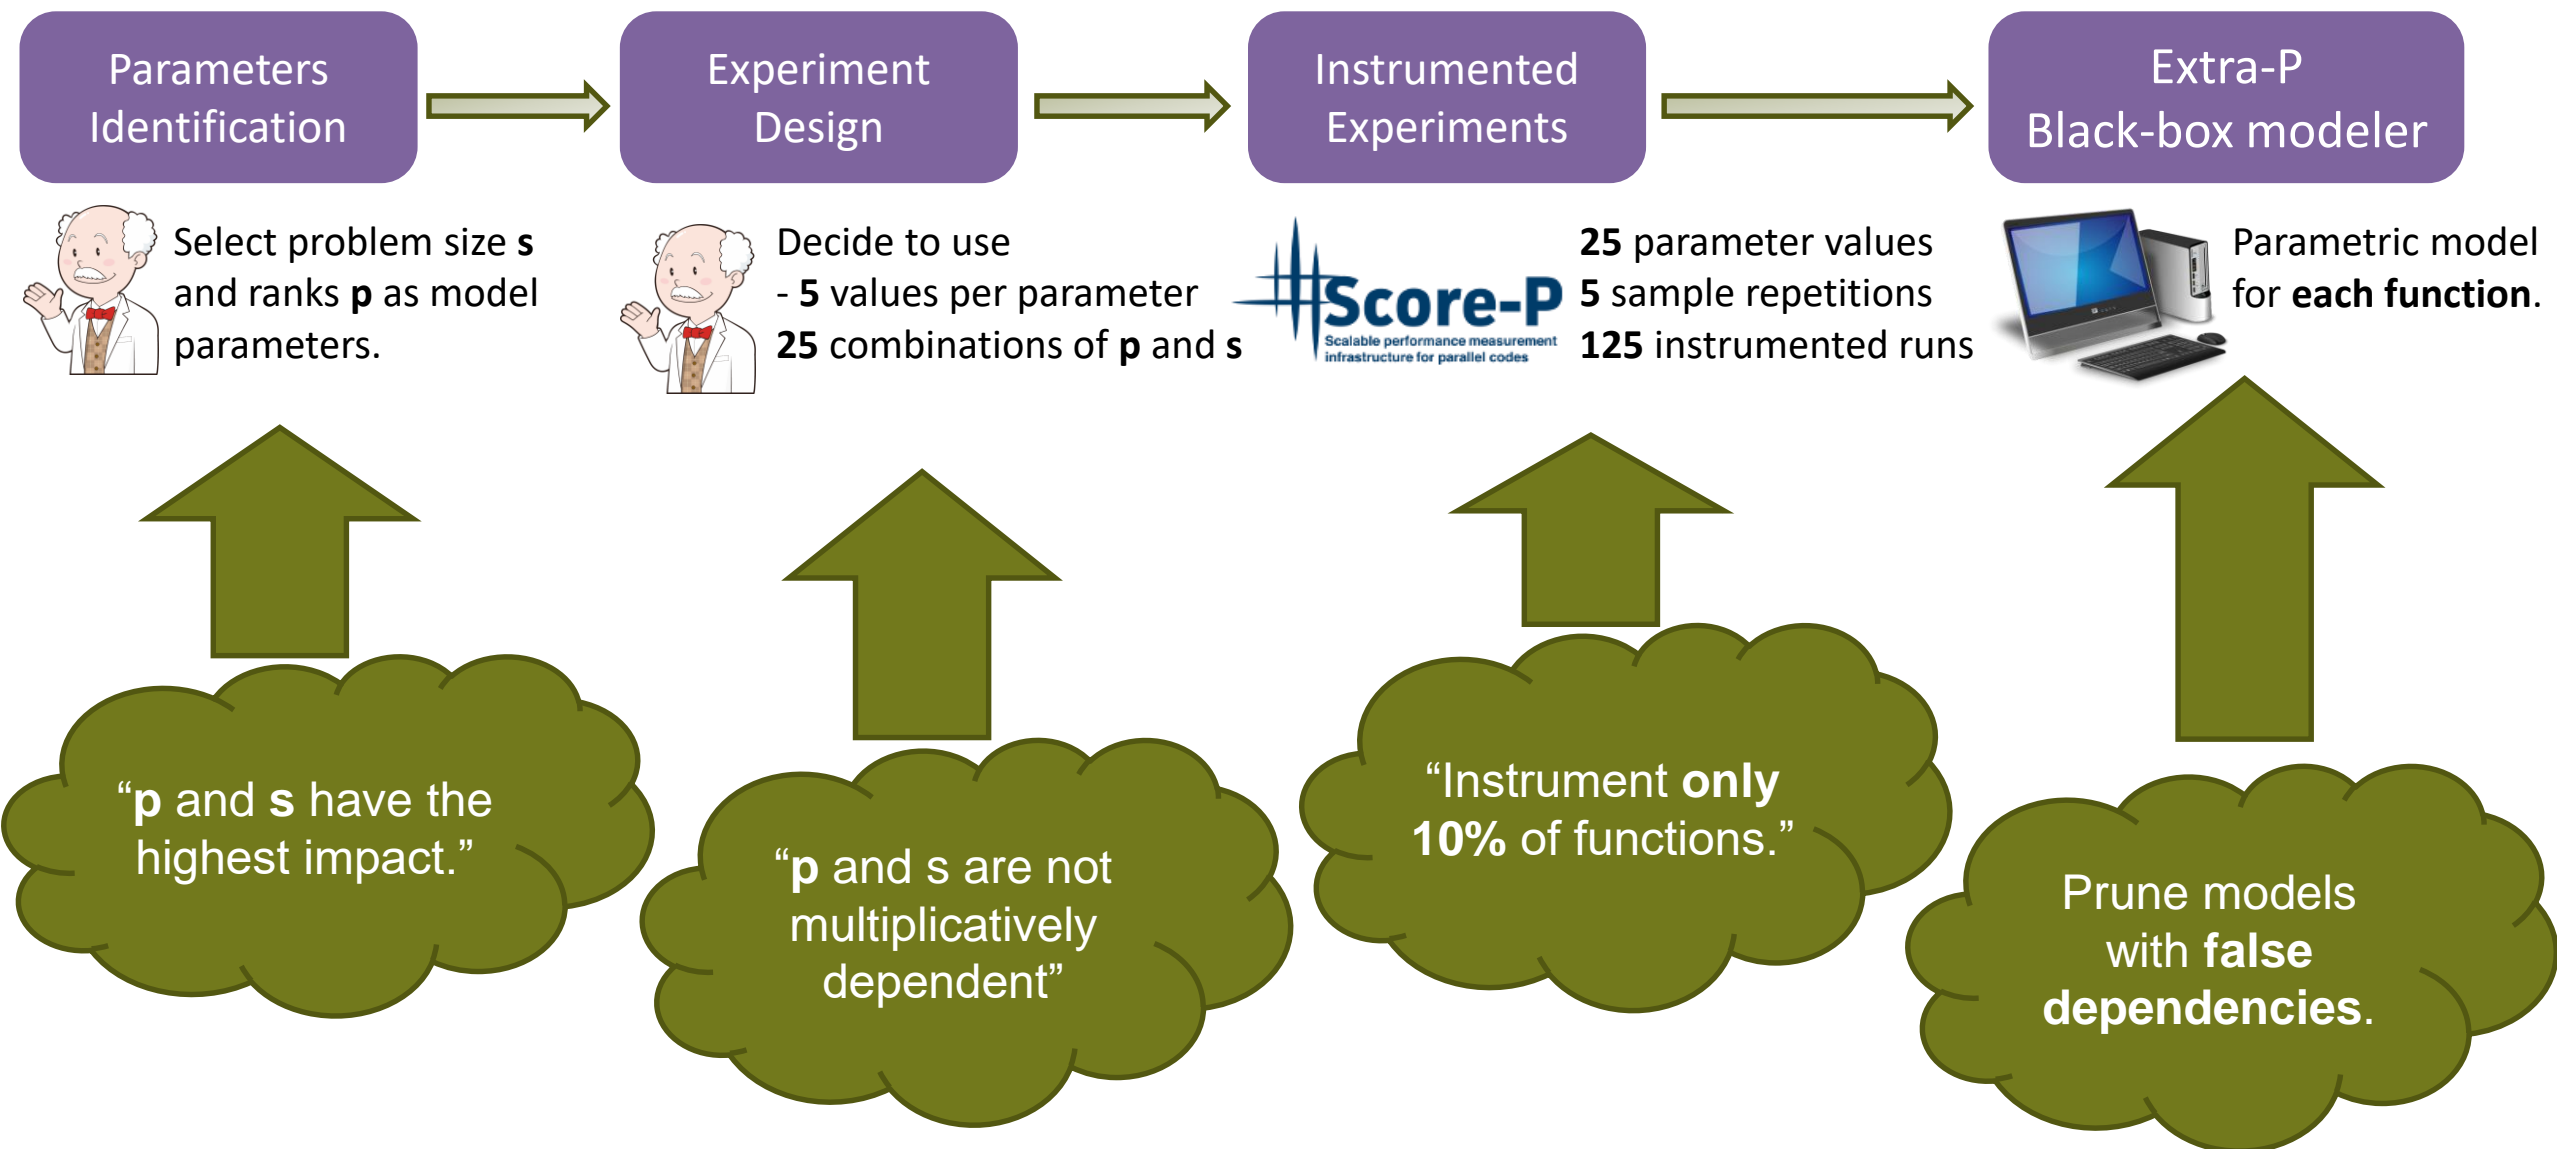 Parameters
Identification
Experiment
Design
Instrumented
Experiments
Extra-P
Black-box modeler
Select problem size s
and ranks p as model
parameters.
Decide to use
- 5 values per parameter
25 combinations of p and s
Score-P
Scalable performance measurement
infrastructure for parallel codes
25 parameter values
5 sample repetitions
125 instrumented runs
Parametric model
for each function.
“p and s have the
highest impact.”
“p and s are not
multiplicatively
dependent”
“Instrument only
10% of functions.”
Prune models
with false
dependencies.